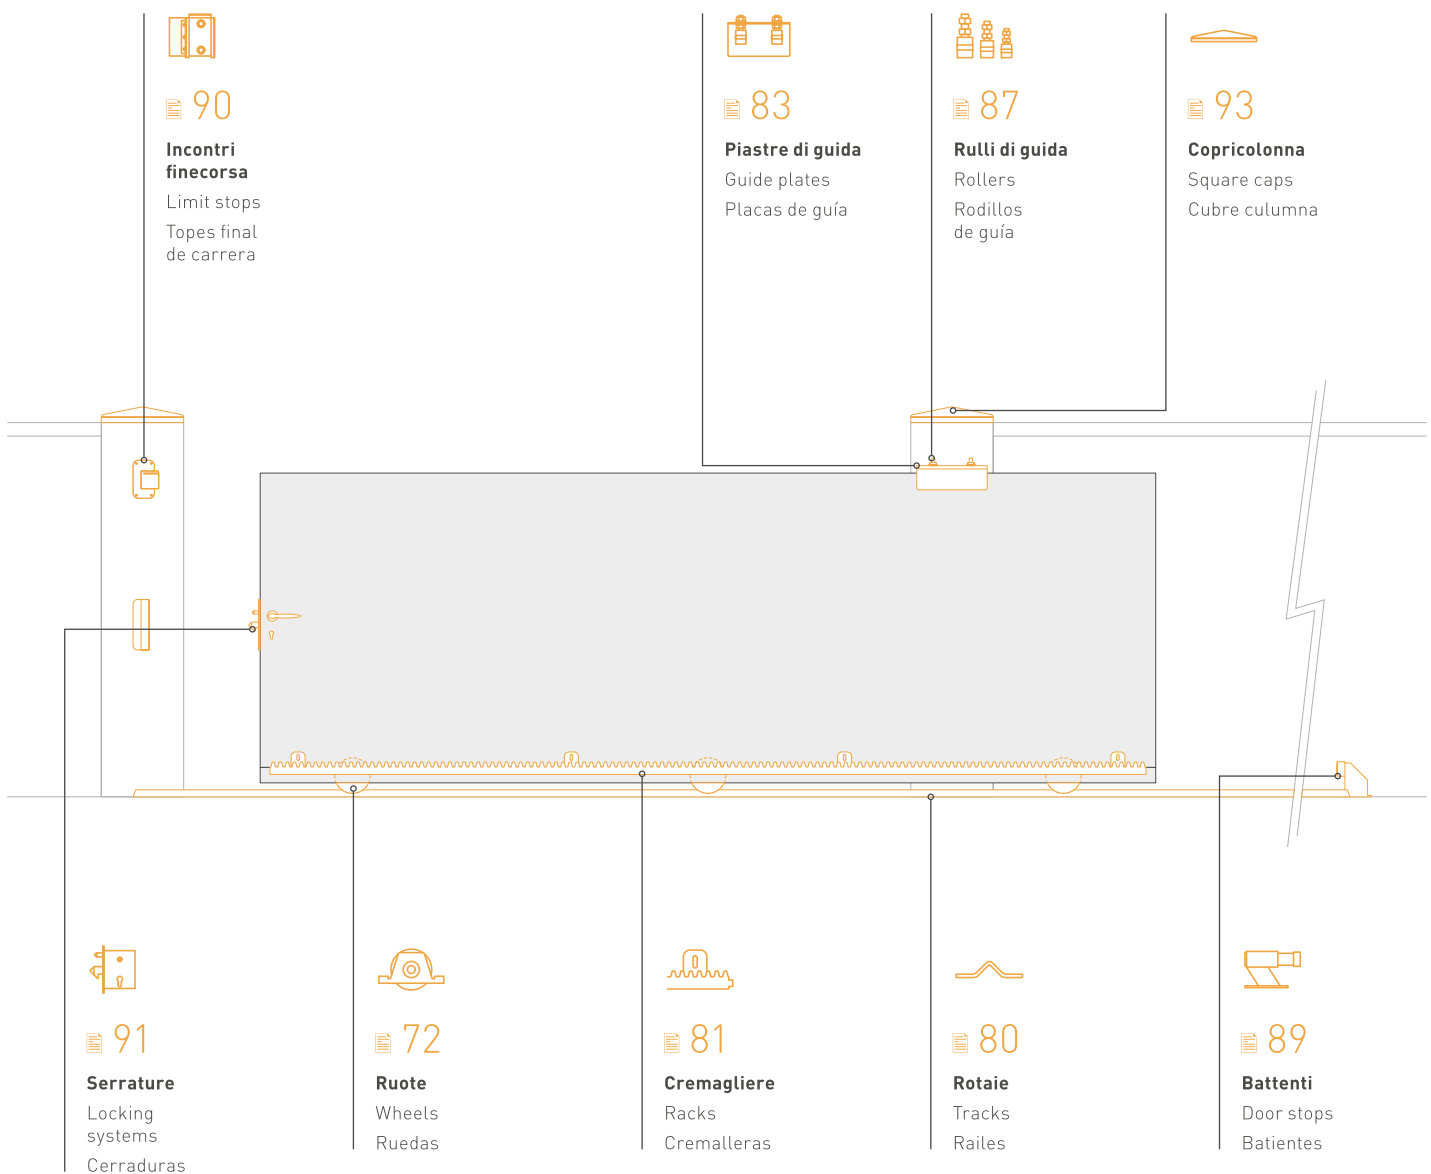 90
Incontri
finecorsa
Limit stops
Topes final
de carrera
83
Piastre di guida
Guide plates
Placas de guía
87
Rulli di guida
Rollers
Rodillos
de guía
93
Copricolonna
Square caps
Cubre culumna
91
Serrature
Locking
systems
Cerraduras
72
Ruote
Wheels
Ruedas
81
Cremagliere
Racks
Cremalleras
80
Rotaie
Tracks
Railes
89
Battenti
Door stops
Batientes